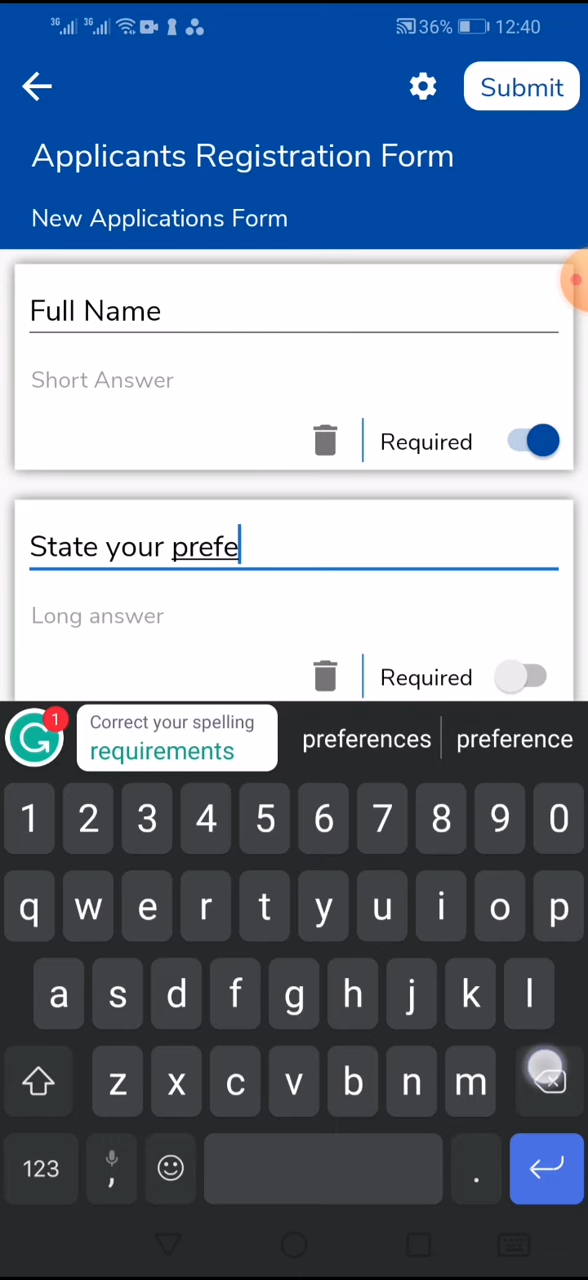 3G 3G 36% 12:40
Submit
Applicants Registration Form
New Applications Form
Full Name
Short Answer
Required
State your prefe
Long answer
Required
1
Correct your spelling
requirements
preferences preference
1 2 3 4 5 6 7 8 9 0
q w e r t y u i o p
a s d f g h j k l
z x c v b n m
123 , .